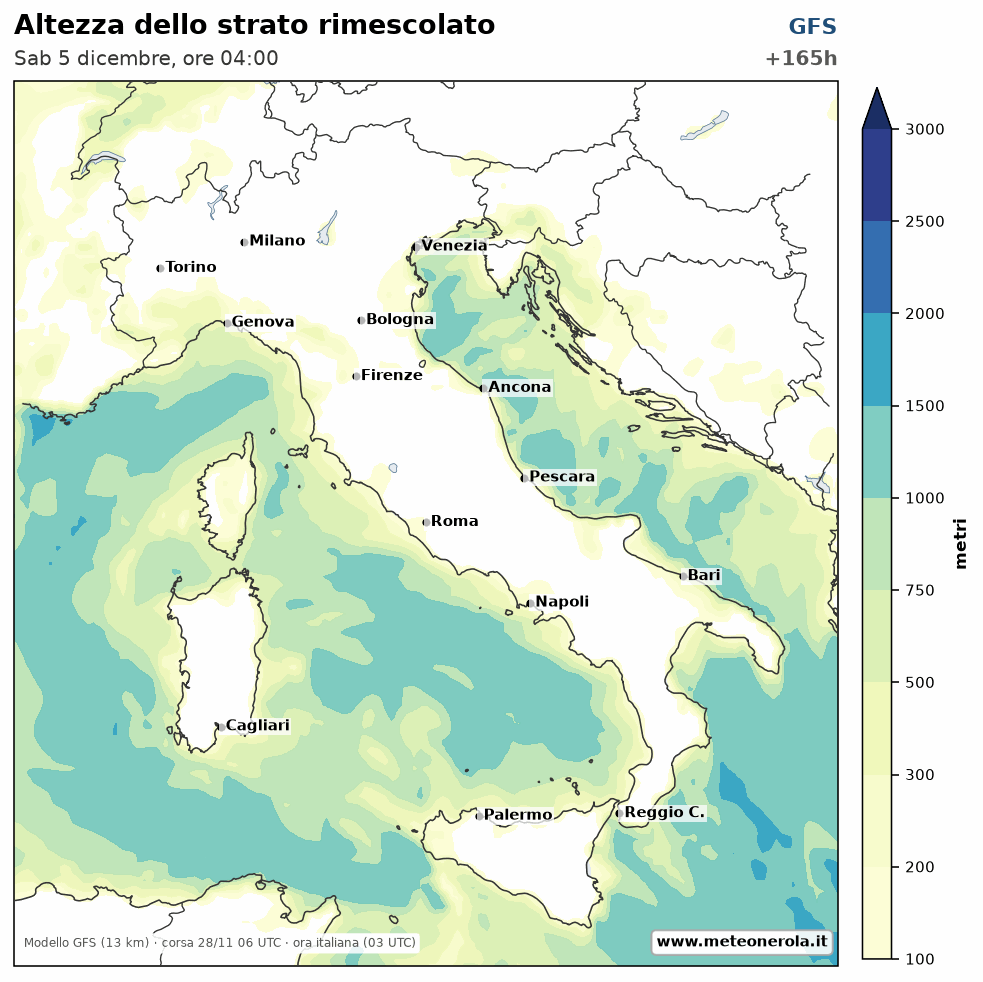 Altezza dello strato rimescolato
GFS
Sab 5 dicembre, ore 04:00
+165h
3000
2500
2000
1500
1000
750
500
300
200
100
metri
Milano
Venezia
Torino
Genova
Bologna
Firenze
Ancona
Pescara
Roma
Bari
Napoli
Cagliari
Palermo
Reggio C.
Modello GFS (13 km) · corsa 28/11 06 UTC · ora italiana (03 UTC)
www.meteonerola.it